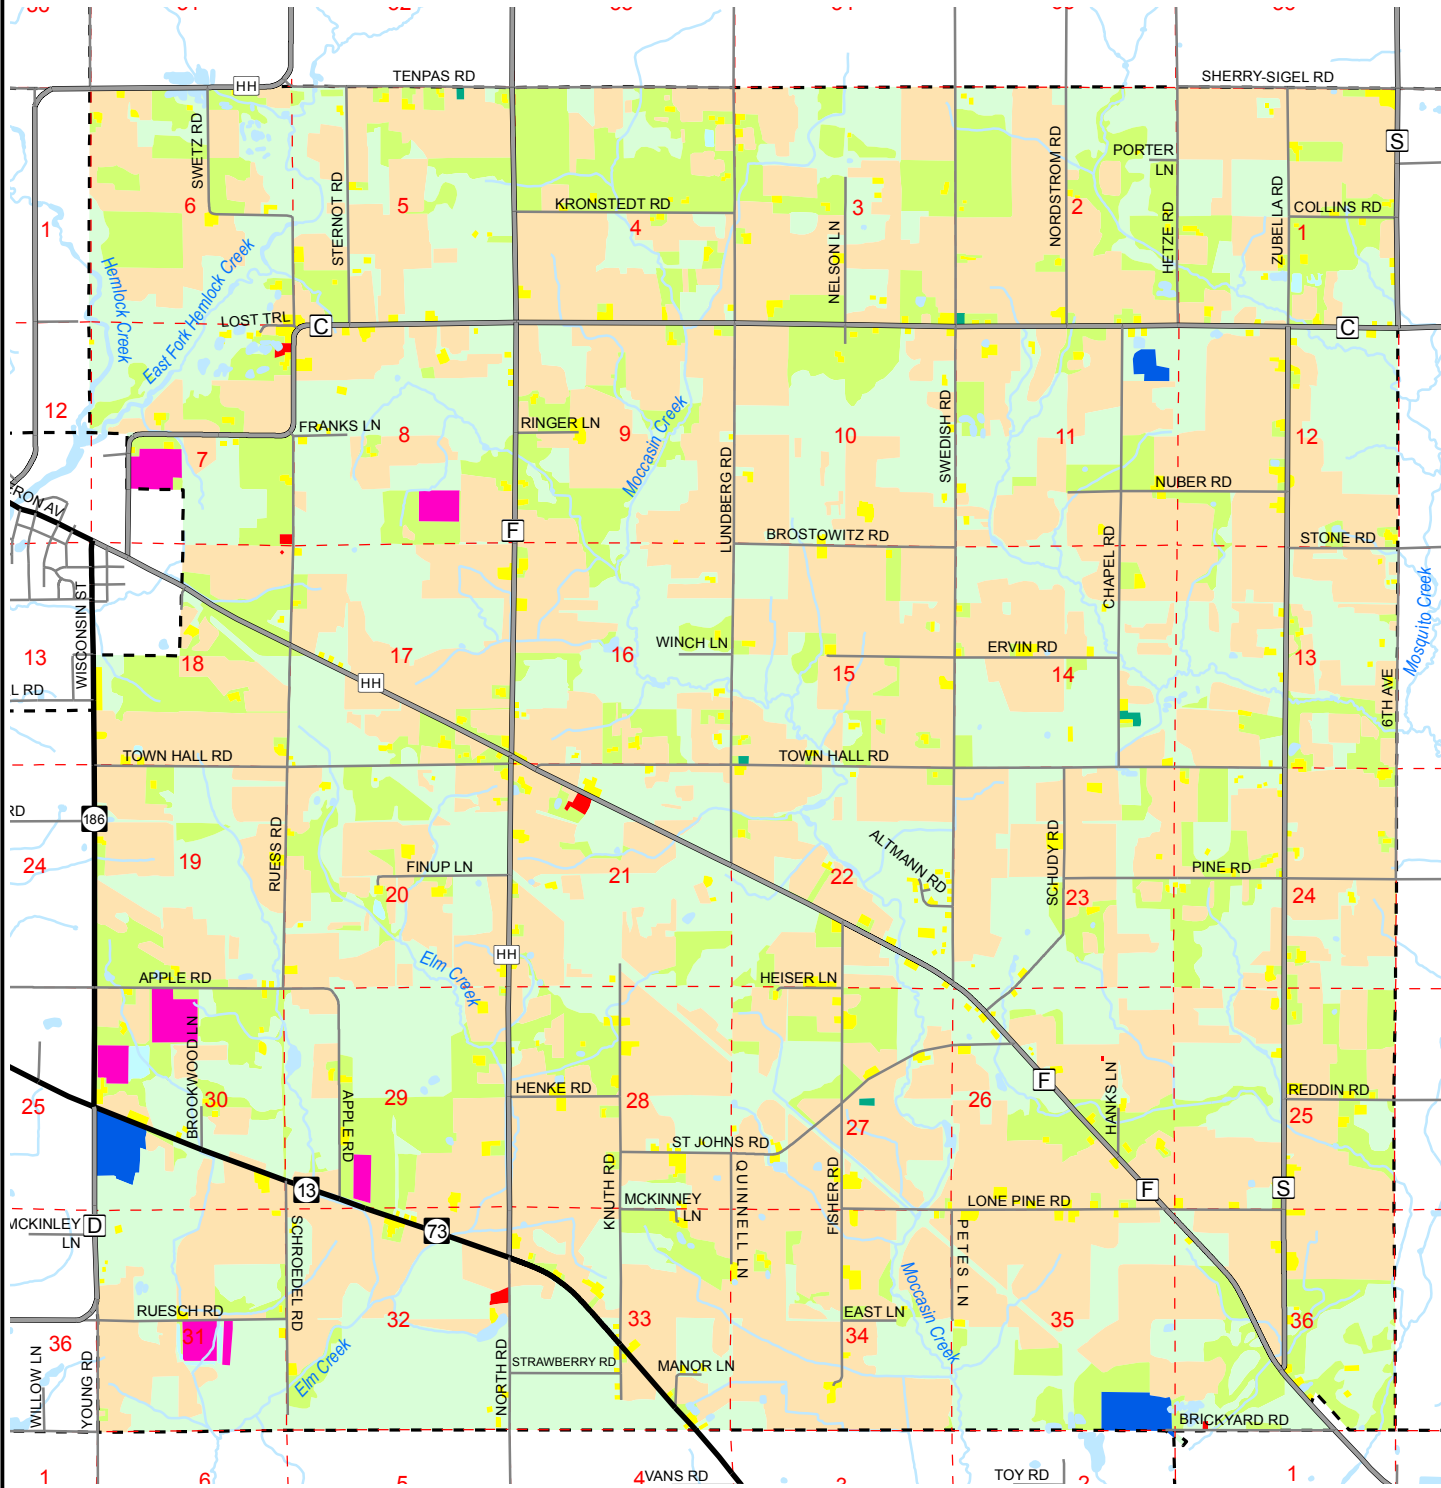 TENPAS RD
SHERRY-SIGEL RD
HH
S
SWETZ RD
STERNOT RD
NORDSTROM RD
PORTER
LN
6
5
KRONSTEDT RD
4
3
NELSON LN
2
HETZE RD
ZUBELLA RD
COLLINS RD
1
1
Hemlock Creek
East Fork Hemlock Creek
LOST TRL
C
C
12
FRANKS LN
8
RINGER LN
9
Moccasin Creek
10
SWEDISH RD
11
12
7
LUNDBERG RD
NUBER RD
F
BROSTOWITZ RD
CHAPEL RD
STONE RD
Mosquito Creek
WISCONSIN ST
13
18
17
HH
16
WINCH LN
15
ERVIN RD
14
13
6TH AVE
L RD
TOWN HALL RD
TOWN HALL RD
RD
186
24
19
RUESS RD
FINUP LN
20
21
22
ALTMANN RD
SCHUDY RD
23
PINE RD
24
Elm Creek
HH
APPLE RD
HEISER LN
BROOKWOOD LN
25
30
APPLE RD
29
HENKE RD
28
27
26
F
HANKS LN
REDDIN RD
25
ST JOHNS RD
KNUTH RD
QUINNELL LN
FISHER RD
13
73
MCKINNEY
LN
LONE PINE RD
F
S
MCKINLEY
LN
D
SCHROEDEL RD
PETES LN
Moccasin Creek
RUESCH RD
31
32
33
EAST LN
34
35
36
36
WILLOW LN
YOUNG RD
Elm Creek
NORTH RD
STRAWBERRY RD
MANOR LN
BRICKYARD RD
1
6
5
4
VANS RD
TOY RD
2
1